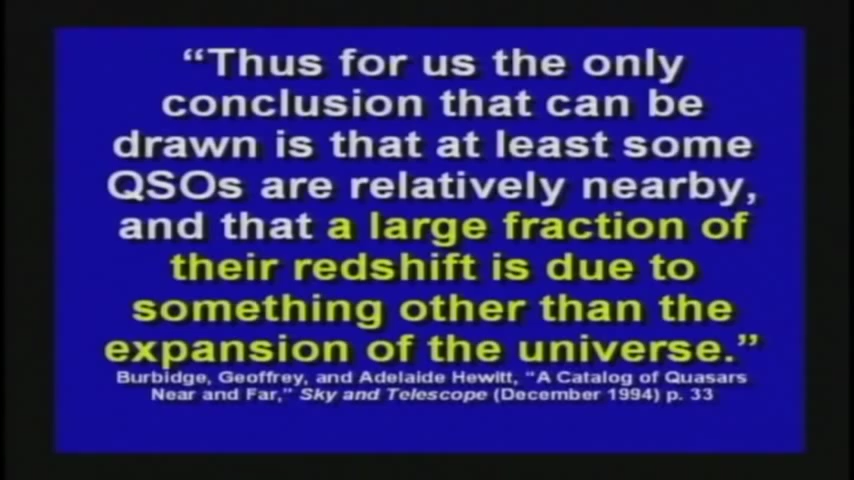 “Thus for us the only
conclusion that can be
drawn is that at least some
QSOs are relatively nearby,
and that a large fraction of
their redshift is due to
something other than the
expansion of the universe.”
Burbidge, Geoffrey, and Adelaide Hewitt, “A Catalog of Quasars
Near and Far,” Sky and Telescope (December 1994) p. 33